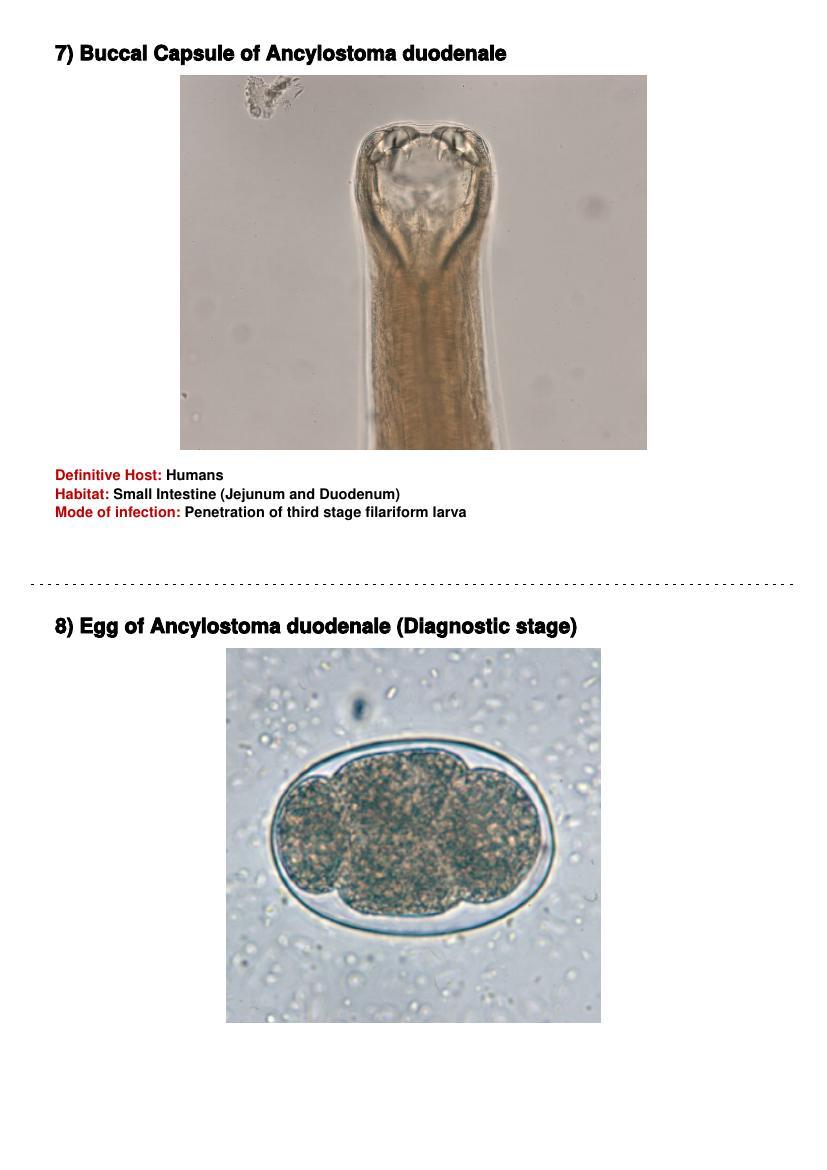 7) Buccal Capsule of Ancylostoma duodenale
Definitive Host: Humans
Habitat: Small Intestine (Jejunum and Duodenum)
Mode of infection: Penetration of third stage filariform larva
8) Egg of Ancylostoma duodenale (Diagnostic stage)